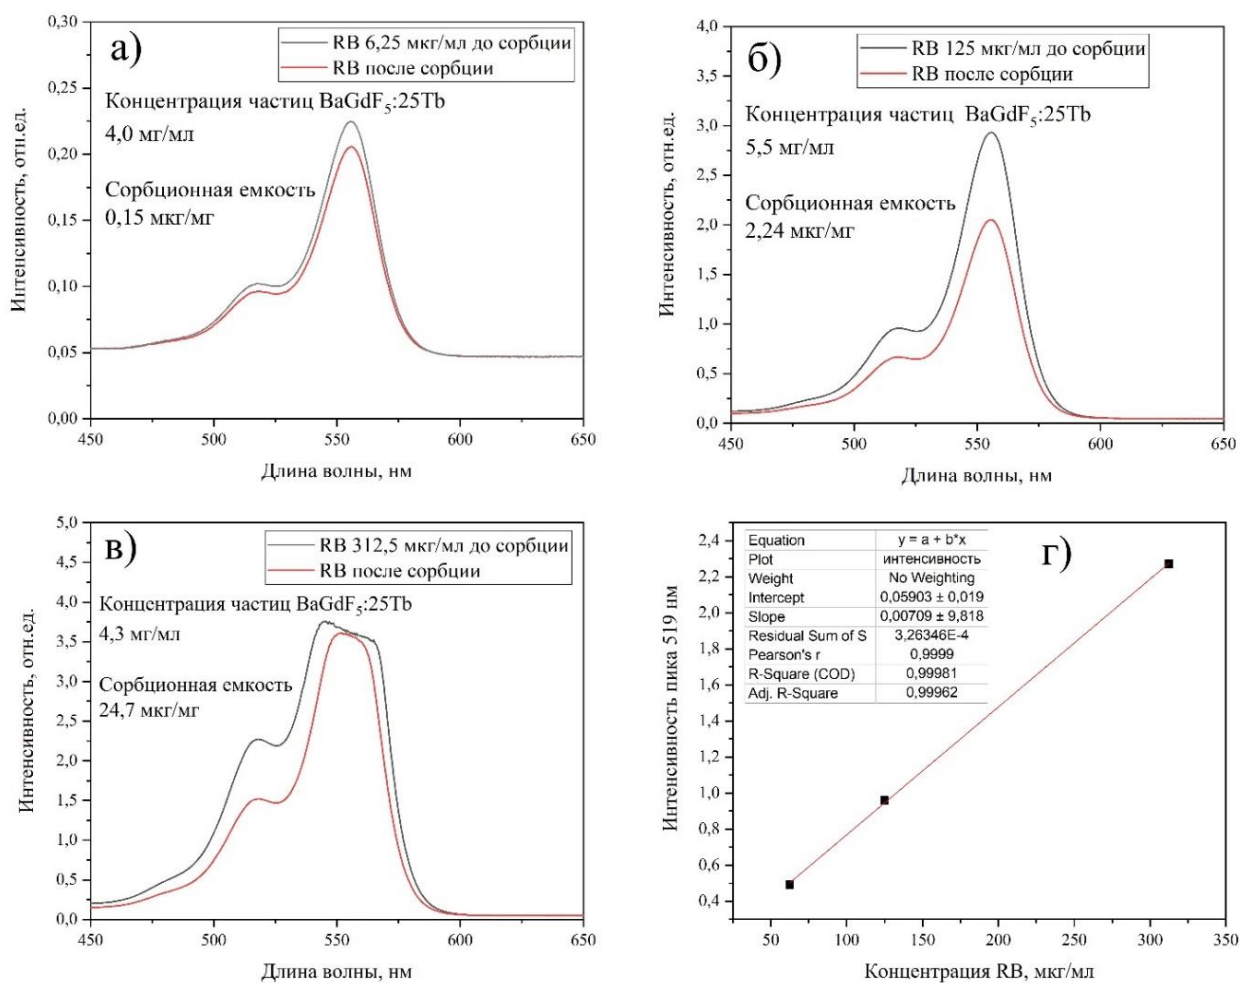 а)
RB 6,25 мкг/мл до сорбции
RB после сорбции
Концентрация частиц BaGdF₅:25Tb
4,0 мг/мл
Сорбционная емкость
0,15 мкг/мг
Интенсивность, отн.ед.
0,30
0,25
0,20
0,15
0,10
0,05
0,00
450 500 550 600 650
Длина волны, нм
б)
RB 125 мкг/мл до сорбции
RB после сорбции
Концентрация частиц BaGdF₅:25Tb
5,5 мг/мл
Сорбционная емкость
2,24 мкг/мг
Интенсивность, отн.ед.
4,0
3,5
3,0
2,5
2,0
1,5
1,0
0,5
0,0
450 500 550 600 650
Длина волны, нм
в)
RB 312,5 мкг/мл до сорбции
RB после сорбции
Концентрация частиц BaGdF₅:25Tb
4,3 мг/мл
Сорбционная емкость
24,7 мкг/мг
Интенсивность, отн.ед.
5,0
4,5
4,0
3,5
3,0
2,5
2,0
1,5
1,0
0,5
0,0
450 500 550 600 650
Длина волны, нм
г)
Equation y = a + b*x
Plot интенсивность
Weight No Weighting
Intercept 0,05903 ± 0,019
Slope 0,00709 ± 9,818
Residual Sum of S 3,26346E-4
Pearson's r 0,9999
R-Square (COD) 0,99981
Adj. R-Square 0,99962
Интенсивность пика 519 нм
2,4
2,2
2,0
1,8
1,6
1,4
1,2
1,0
0,8
0,6
0,4
50 100 150 200 250 300 350
Концентрация RB, мкг/мл